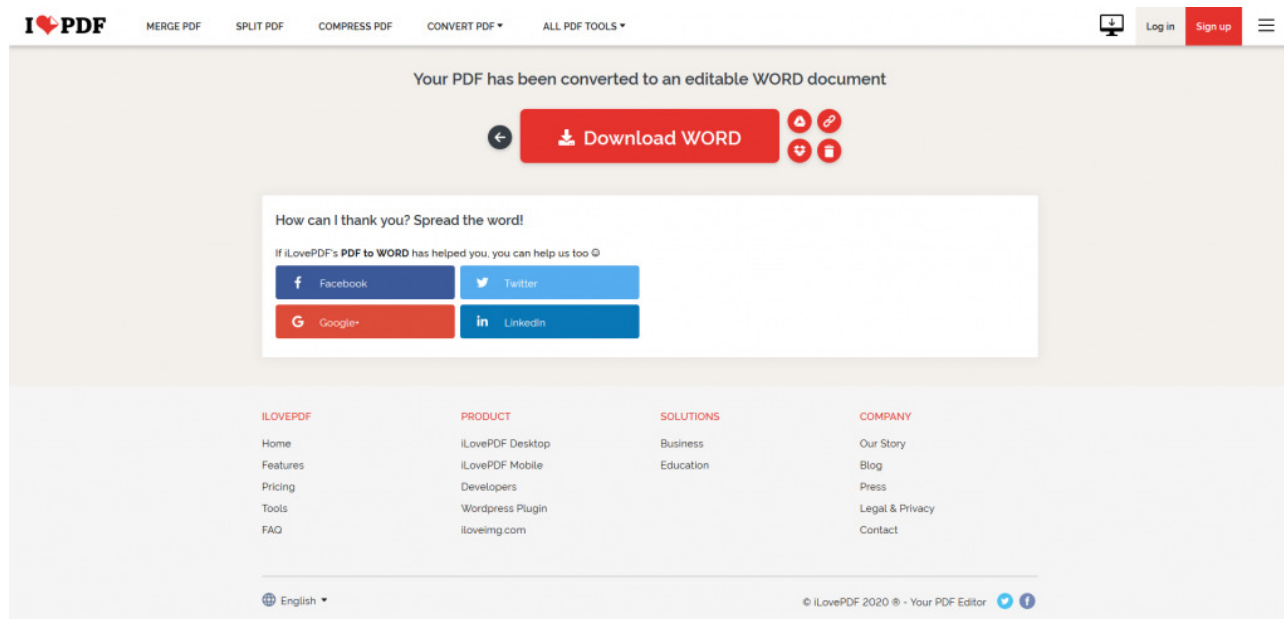 I PDF
MERGE PDF SPLIT PDF COMPRESS PDF CONVERT PDF ALL PDF TOOLS Log in Sign up
Your PDF has been converted to an editable WORD document
Download WORD
How can I thank you? Spread the word!
If iLovePDF's PDF to WORD has helped you, you can help us too
Facebook Twitter
Google+ LinkedIn
ILOVEPDF PRODUCT SOLUTIONS COMPANY
Home iLovePDF Desktop Business Our Story
Features iLovePDF Mobile Education Blog
Pricing Developers Press
Tools Wordpress Plugin Legal & Privacy
FAQ iloveimg.com Contact
English © iLovePDF 2020 ® - Your PDF Editor